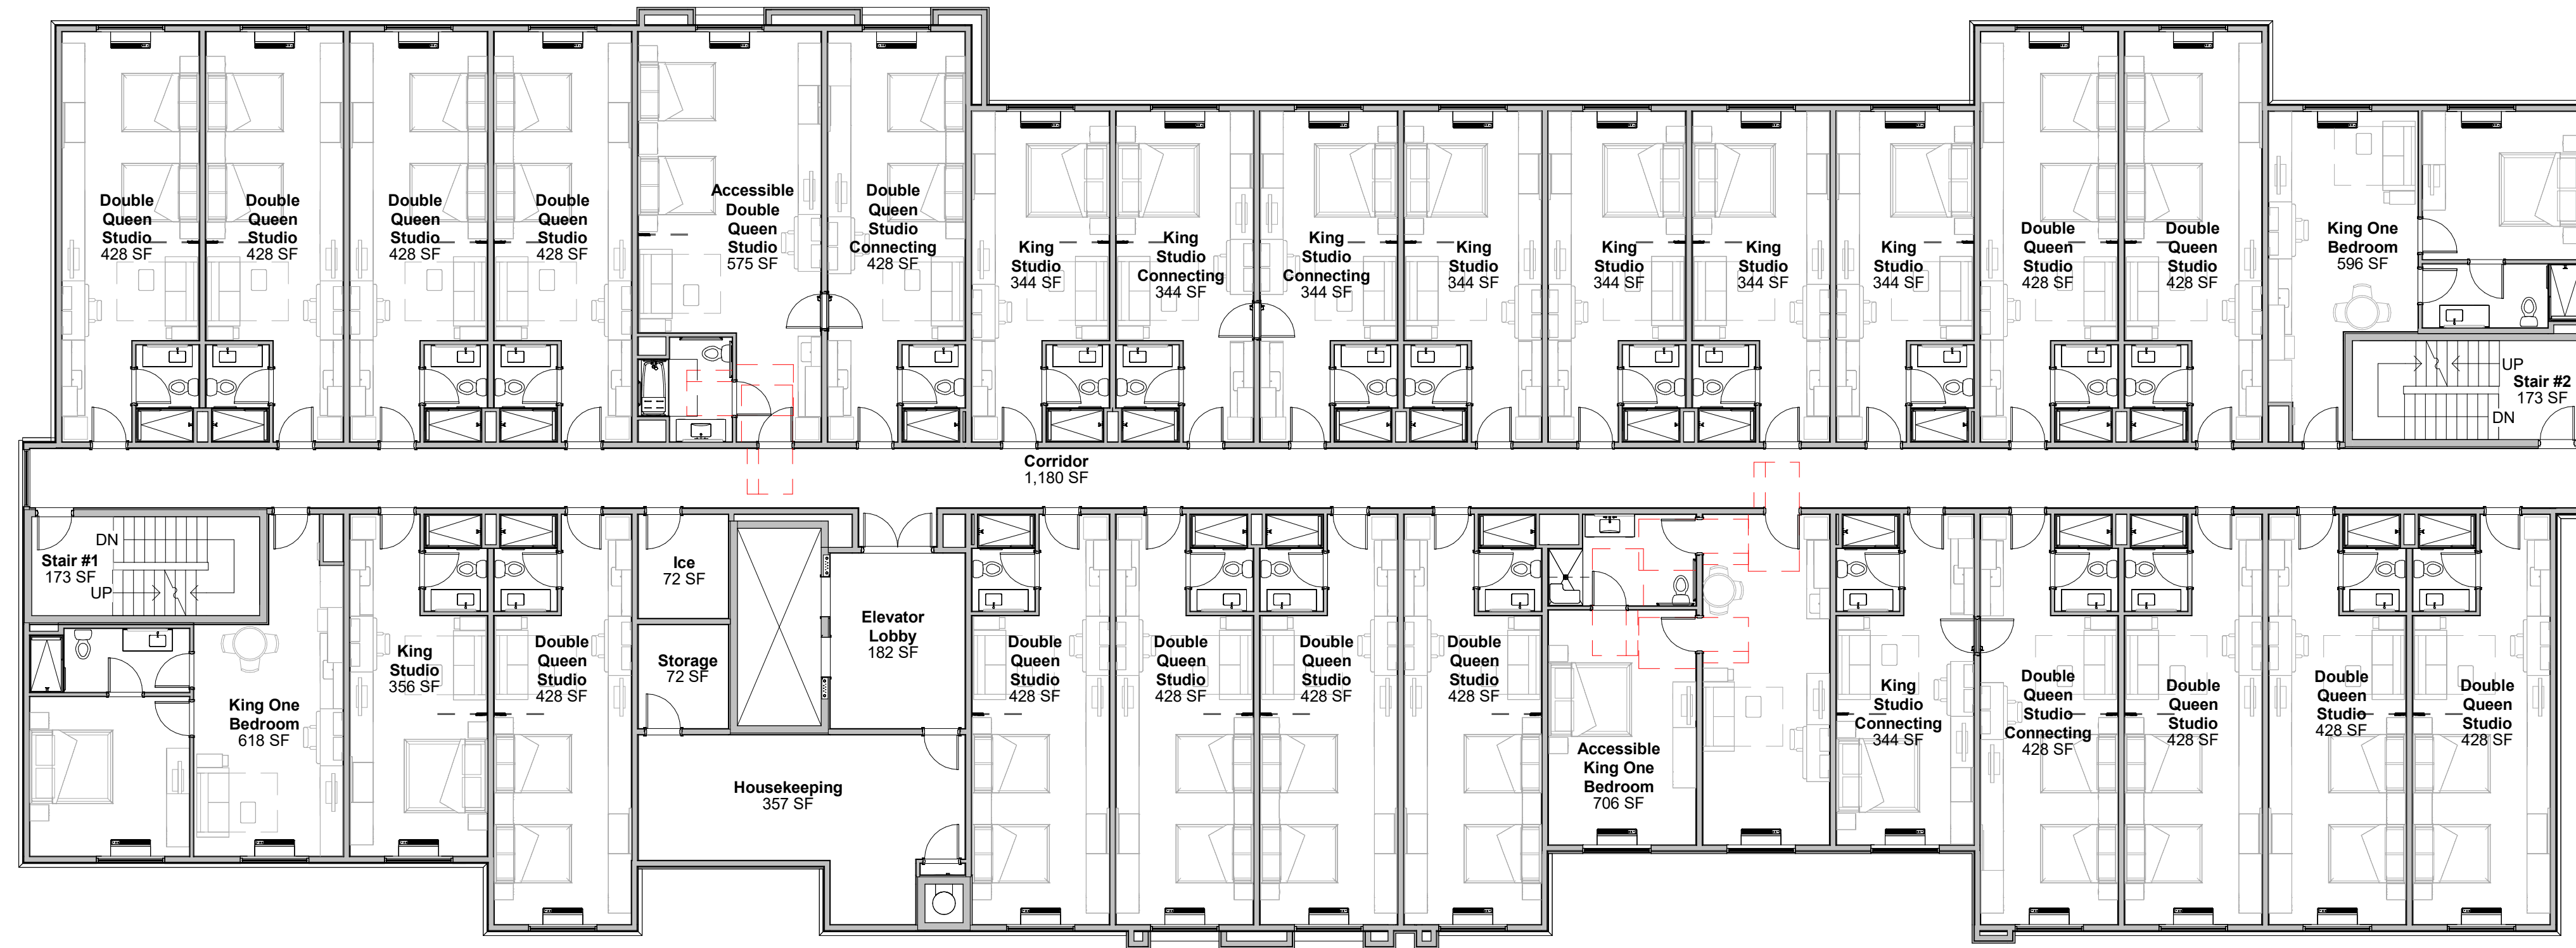 Double
Queen
Studio
428 SF
Double
Queen
Studio
428 SF
Double
Queen
Studio
428 SF
Double
Queen
Studio
428 SF
Accessible
Double
Queen
Studio
575 SF
Double
Queen
Studio
Connecting
428 SF
King
Studio
344 SF
King
Studio
Connecting
344 SF
King
Studio
Connecting
344 SF
King
Studio
344 SF
King
Studio
344 SF
King
Studio
344 SF
King
Studio
344 SF
Double
Queen
Studio
428 SF
Double
Queen
Studio
428 SF
King One
Bedroom
596 SF
UP
Stair #2
173 SF
DN
Corridor
1,180 SF
DN
Stair #1
173 SF
UP
King One
Bedroom
618 SF
King
Studio
356 SF
Double
Queen
Studio
428 SF
Ice
72 SF
Storage
72 SF
Elevator
Lobby
182 SF
Housekeeping
357 SF
Double
Queen
Studio
428 SF
Double
Queen
Studio
428 SF
Double
Queen
Studio
428 SF
Double
Queen
Studio
428 SF
Accessible
King One
Bedroom
706 SF
King
Studio
Connecting
344 SF
Double
Queen
Studio
Connecting
428 SF
Double
Queen
Studio
428 SF
Double
Queen
Studio
428 SF
Double
Queen
Studio
428 SF